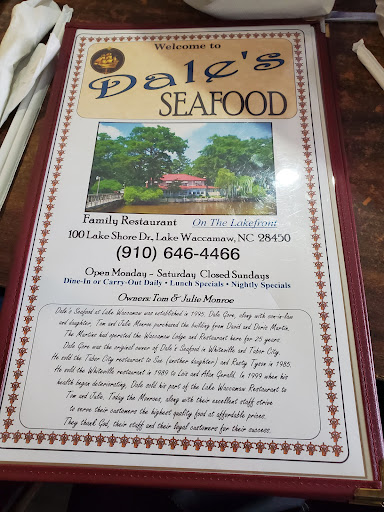 Welcome to
Dale's
SEAFOOD
Family Restaurant On The Lakefront
100 Lake Shore Dr., Lake Waccamaw, NC 28450
(910) 646-4466
Open Monday - Saturday Closed Sundays
Dine-In or Carry-Out Daily • Lunch Specials • Nightly Specials
Owners: Tom & Julie Monroe
Dale's Seafood at Lake Waccamaw was established in 1995. Dale Gore, along with son-in-law
and daughter, Tom and Julie Monroe purchased the building from David and Doris Martin.
The Martins had operated the Waccamaw Lodge and Restaurant here for 25 years.
Dale Gore was the original owner of Dale's Seafood in Whiteville and Tabor City.
He sold the Tabor City restaurant to Sue (another daughter) and Rusty Tyson in 1985.
He sold the Whiteville restaurant in 1989 to Lois and Alin Gerald. In 1999 when his
health began deteriorating, Dale sold his part of the Lake Waccamaw Restaurant to
Tom and Julie. Today the Monroes, along with their excellent staff strive
to serve their customers the highest quality food at affordable prices.
They thank God, their staff and their loyal customers for their success.